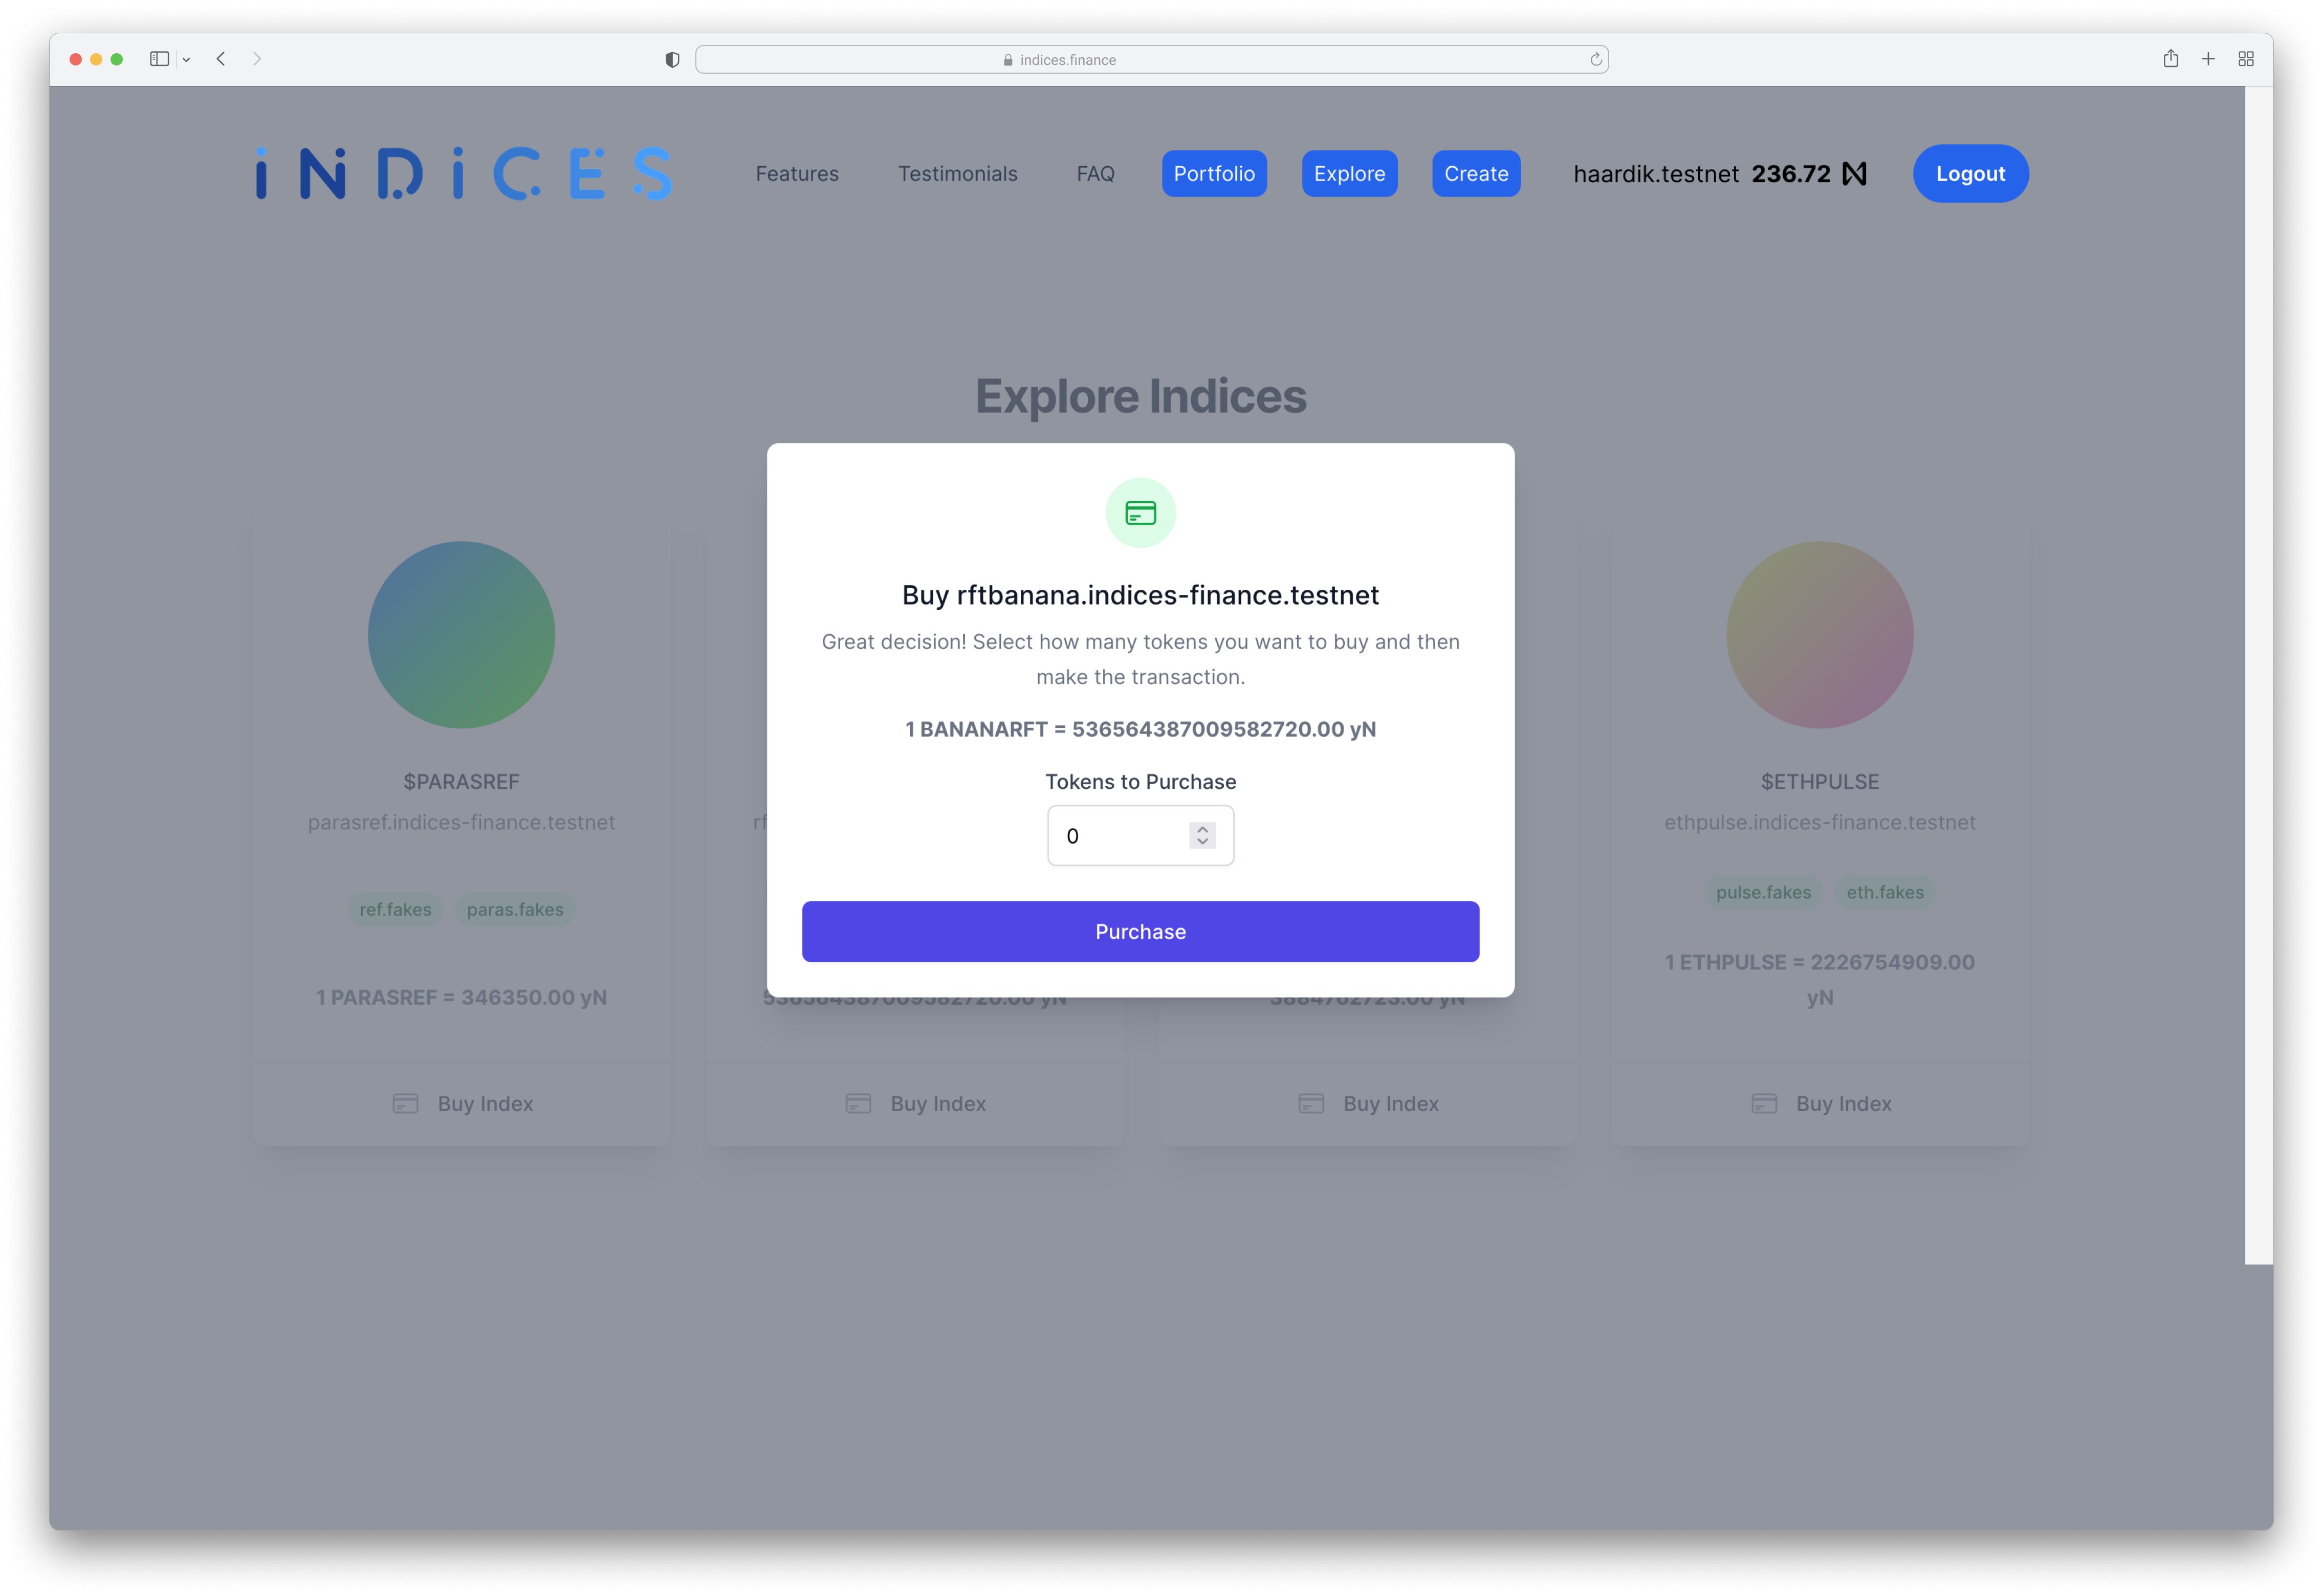 indices.finance
iNDiCES
Features Testimonials FAQ Portfolio Explore Create haardik.testnet 236.72 Logout
Explore Indices
Buy rftbanana.indices-finance.testnet
Great decision! Select how many tokens you want to buy and then
make the transaction.
1 BANANARFT = 536564387009582720.00 yN
Tokens to Purchase
0
Purchase
$PARASREF
parasref.indices-finance.testnet
ref.fakes paras.fakes
1 PARASREF = 346350.00 yN
Buy Index
rf
536564387009582720.00 yN
Buy Index
3884762723.00 yN
Buy Index
$ETHPULSE
ethpulse.indices-finance.testnet
pulse.fakes eth.fakes
1 ETHPULSE = 2226754909.00
yN
Buy Index